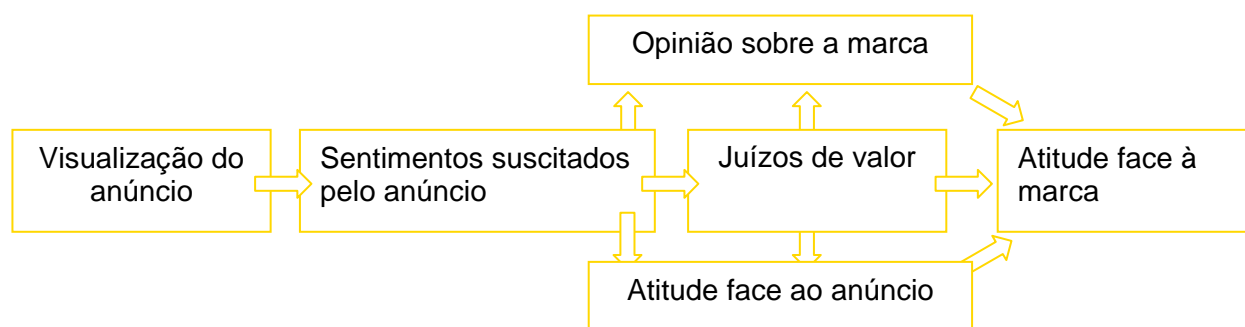 Opinião sobre a marca
Visualização do
anúncio
Sentimentos suscitados
pelo anúncio
Juízos de valor
Atitude face à
marca
Atitude face ao anúncio